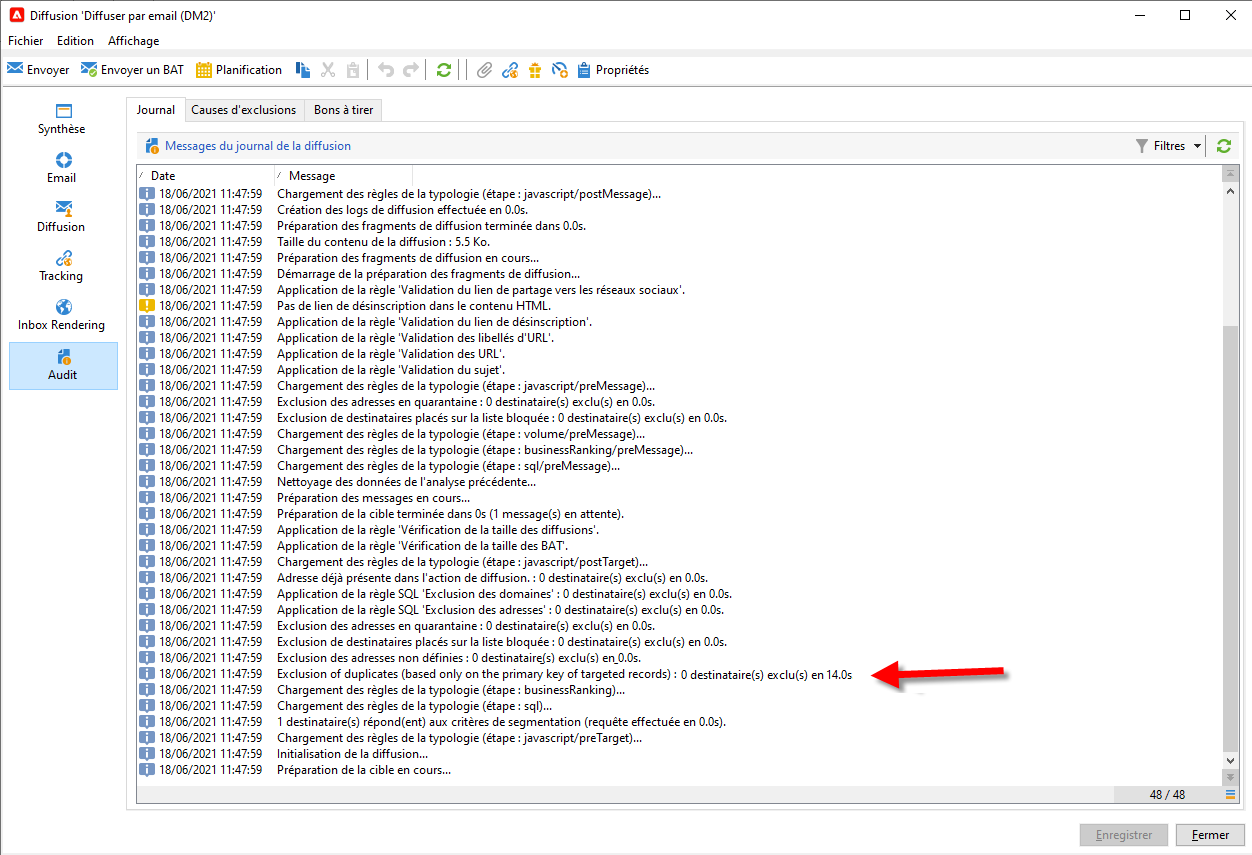 Diffusion 'Diffuser par email (DM2)'
Fichier Edition Affichage
Envoyer Envoyer un BAT Planification Propriétés
Synthèse
Email
Diffusion
Tracking
Inbox Rendering
Audit
Journal Causes d'exclusions Bons à tirer
Messages du journal de la diffusion Filtres
Date Message
18/06/2021 11:47:59 Chargement des règles de la typologie (étape : javascript/postMessage)...
18/06/2021 11:47:59 Création des logs de diffusion effectuée en 0.0s.
18/06/2021 11:47:59 Préparation des fragments de diffusion terminée dans 0.0s.
18/06/2021 11:47:59 Taille du contenu de la diffusion : 5.5 Ko.
18/06/2021 11:47:59 Préparation des fragments de diffusion en cours...
18/06/2021 11:47:59 Démarrage de la préparation des fragments de diffusion...
18/06/2021 11:47:59 Application de la règle 'Validation du lien de partage vers les réseaux sociaux'.
18/06/2021 11:47:59 Pas de lien de désinscription dans le contenu HTML.
18/06/2021 11:47:59 Application de la règle 'Validation du lien de désinscription'.
18/06/2021 11:47:59 Application de la règle 'Validation des libellés d'URL'.
18/06/2021 11:47:59 Application de la règle 'Validation des URL'.
18/06/2021 11:47:59 Application de la règle 'Validation du sujet'.
18/06/2021 11:47:59 Chargement des règles de la typologie (étape : javascript/preMessage)...
18/06/2021 11:47:59 Exclusion des adresses en quarantaine : 0 destinataire(s) exclu(s) en 0.0s.
18/06/2021 11:47:59 Exclusion de destinataires placés sur la liste bloquée : 0 destinataire(s) exclu(s) en 0.0s.
18/06/2021 11:47:59 Chargement des règles de la typologie (étape : volume/preMessage)...
18/06/2021 11:47:59 Chargement des règles de la typologie (étape : businessRanking/preMessage)...
18/06/2021 11:47:59 Chargement des règles de la typologie (étape : sql/preMessage)...
18/06/2021 11:47:59 Nettoyage des données de l'analyse précédente...
18/06/2021 11:47:59 Préparation des messages en cours...
18/06/2021 11:47:59 Préparation de la cible terminée dans 0s (1 message(s) en attente).
18/06/2021 11:47:59 Application de la règle 'Vérification de la taille des diffusions'.
18/06/2021 11:47:59 Application de la règle 'Vérification de la taille des BAT'.
18/06/2021 11:47:59 Chargement des règles de la typologie (étape : javascript/postTarget)...
18/06/2021 11:47:59 Adresse déjà présente dans l'action de diffusion. : 0 destinataire(s) exclu(s) en 0.0s.
18/06/2021 11:47:59 Application de la règle SQL 'Exclusion des domaines' : 0 destinataire(s) exclu(s) en 0.0s.
18/06/2021 11:47:59 Application de la règle SQL 'Exclusion des adresses' : 0 destinataire(s) exclu(s) en 0.0s.
18/06/2021 11:47:59 Exclusion des adresses en quarantaine : 0 destinataire(s) exclu(s) en 0.0s.
18/06/2021 11:47:59 Exclusion de destinataires placés sur la liste bloquée : 0 destinataire(s) exclu(s) en 0.0s.
18/06/2021 11:47:59 Exclusion des adresses non définies : 0 destinataire(s) exclu(s) en 0.0s.
18/06/2021 11:47:59 Exclusion of duplicates (based only on the primary key of targeted records) : 0 destinataire(s) exclu(s) en 14.0s
18/06/2021 11:47:59 Chargement des règles de la typologie (étape : businessRanking)...
18/06/2021 11:47:59 Chargement des règles de la typologie (étape : sql)...
18/06/2021 11:47:59 1 destinataire(s) répond(ent) aux critères de segmentation (requête effectuée en 0.0s).
18/06/2021 11:47:59 Chargement des règles de la typologie (étape : javascript/preTarget)...
18/06/2021 11:47:59 Initialisation de la diffusion...
18/06/2021 11:47:59 Préparation de la cible en cours...
48 / 48
Enregistrer Fermer